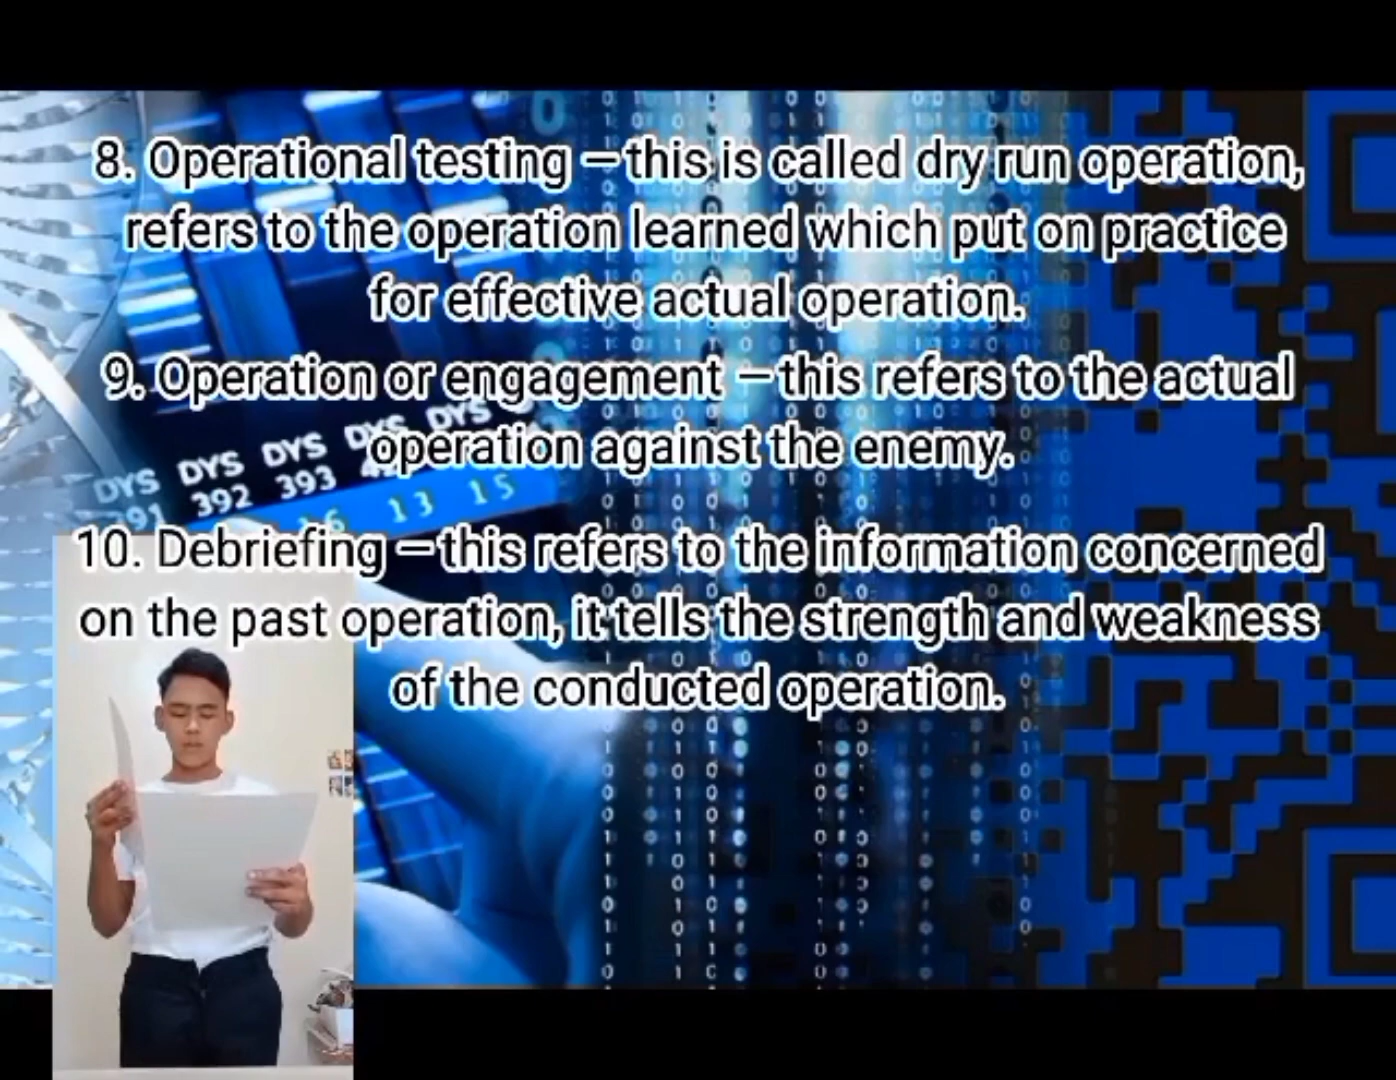 8. Operational testing – this is called dry run operation,
refers to the operation learned which put on practice
for effective actual operation.
9. Operation or engagement – this refers to the actual
operation against the enemy.
DYS DYS DYS DYS DYS
391 392 393
16 13 15
10. Debriefing – this refers to the information concerned
on the past operation, it tells the strength and weakness
of the conducted operation.